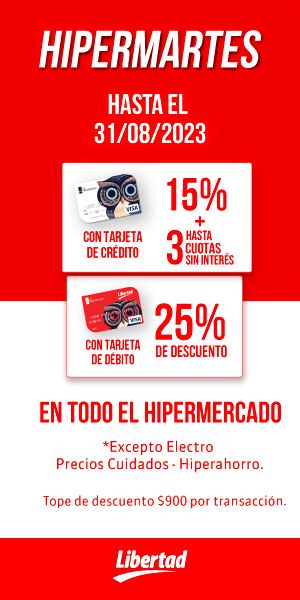 HIPERMARTES
HASTA EL
31/08/2023
VISA
CON TARJETA
DE CRÉDITO
15%
+
3 HASTA
CUOTAS
SIN INTERÉS
Libertad
VISA
CON TARJETA
DE DÉBITO
25%
DE DESCUENTO
EN TODO EL HIPERMERCADO
*Excepto Electro
Precios Cuidados - Hiperahorro.
Tope de descuento $900 por transacción.
Libertad